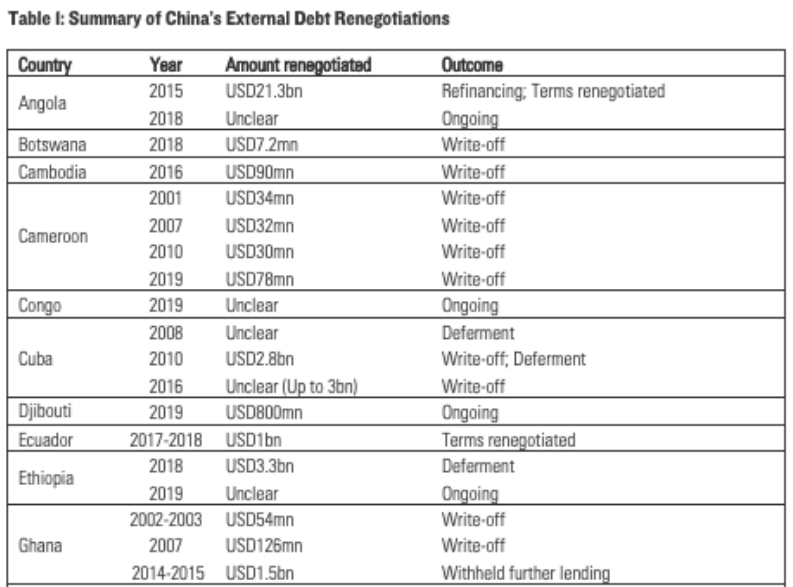 Table I: Summary of China's External Debt Renegotiations
Country Year Amount renegotiated Outcome
Angola 2015 USD21.3bn Refinancing; Terms renegotiated
2018 Unclear Ongoing
Botswana 2018 USD7.2mn Write-off
Cambodia 2016 USD90mn Write-off
Cameroon 2001 USD34mn Write-off
2007 USD32mn Write-off
2010 USD30mn Write-off
2019 USD78mn Write-off
Congo 2019 Unclear Ongoing
Cuba 2008 Unclear Deferment
2010 USD2.8bn Write-off; Deferment
2016 Unclear (Up to 3bn) Write-off
Djibouti 2019 USD800mn Ongoing
Ecuador 2017-2018 USD1bn Terms renegotiated
Ethiopia 2018 USD3.3bn Deferment
2019 Unclear Ongoing
Ghana 2002-2003 USD54mn Write-off
2007 USD126mn Write-off
2014-2015 USD1.5bn Withheld further lending